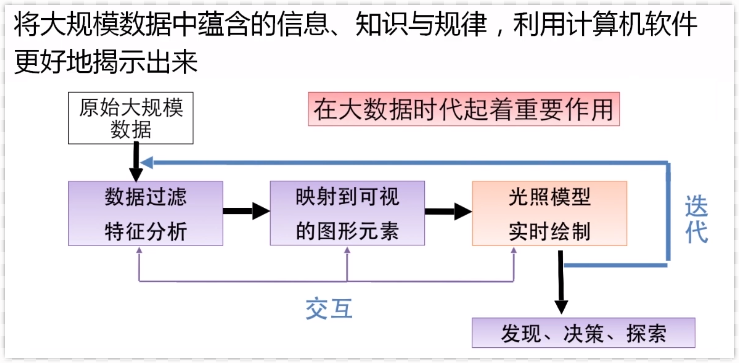 将大规模数据中蕴含的信息、知识与规律，利用计算机软件
更好地揭示出来
原始大规模
数据
在大数据时代起着重要作用
数据过滤
特征分析
映射到可视
的图形元素
光照模型
实时绘制
迭
代
交互
发现、决策、探索